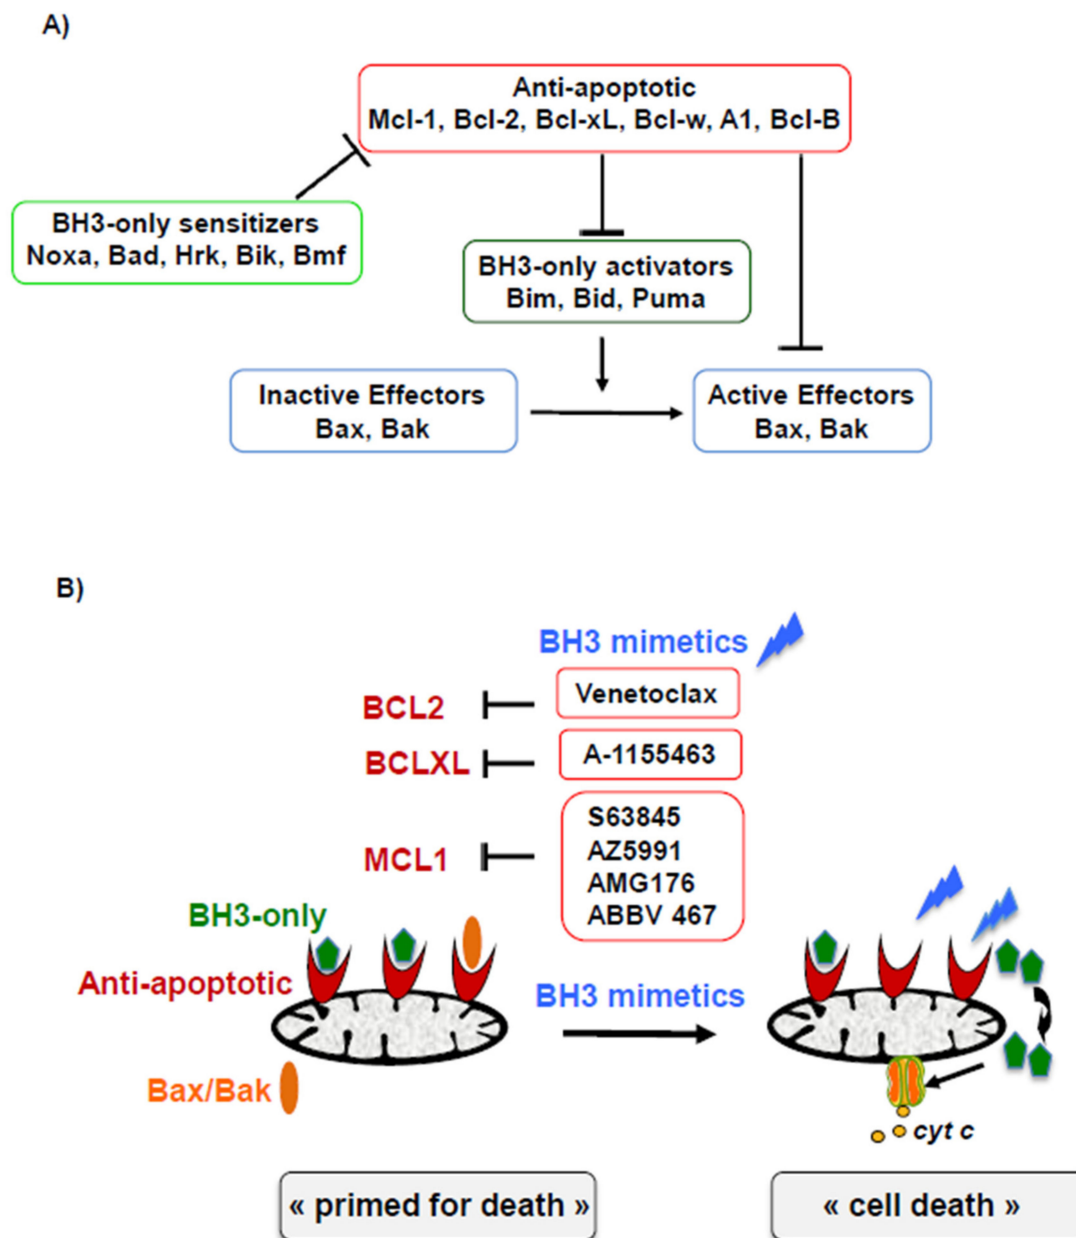 A)
Anti-apoptotic
Mcl-1, Bcl-2, Bcl-xL, Bcl-w, A1, Bcl-B
BH3-only sensitizers
Noxa, Bad, Hrk, Bik, Bmf
BH3-only activators
Bim, Bid, Puma
Inactive Effectors
Bax, Bak
Active Effectors
Bax, Bak
B)
BH3 mimetics
BCL2
Venetoclax
BCLXL
A-1155463
MCL1
S63845
AZ5991
AMG176
ABBV 467
BH3-only
Anti-apoptotic
BH3 mimetics
Bax/Bak
cyt c
« primed for death »
« cell death »